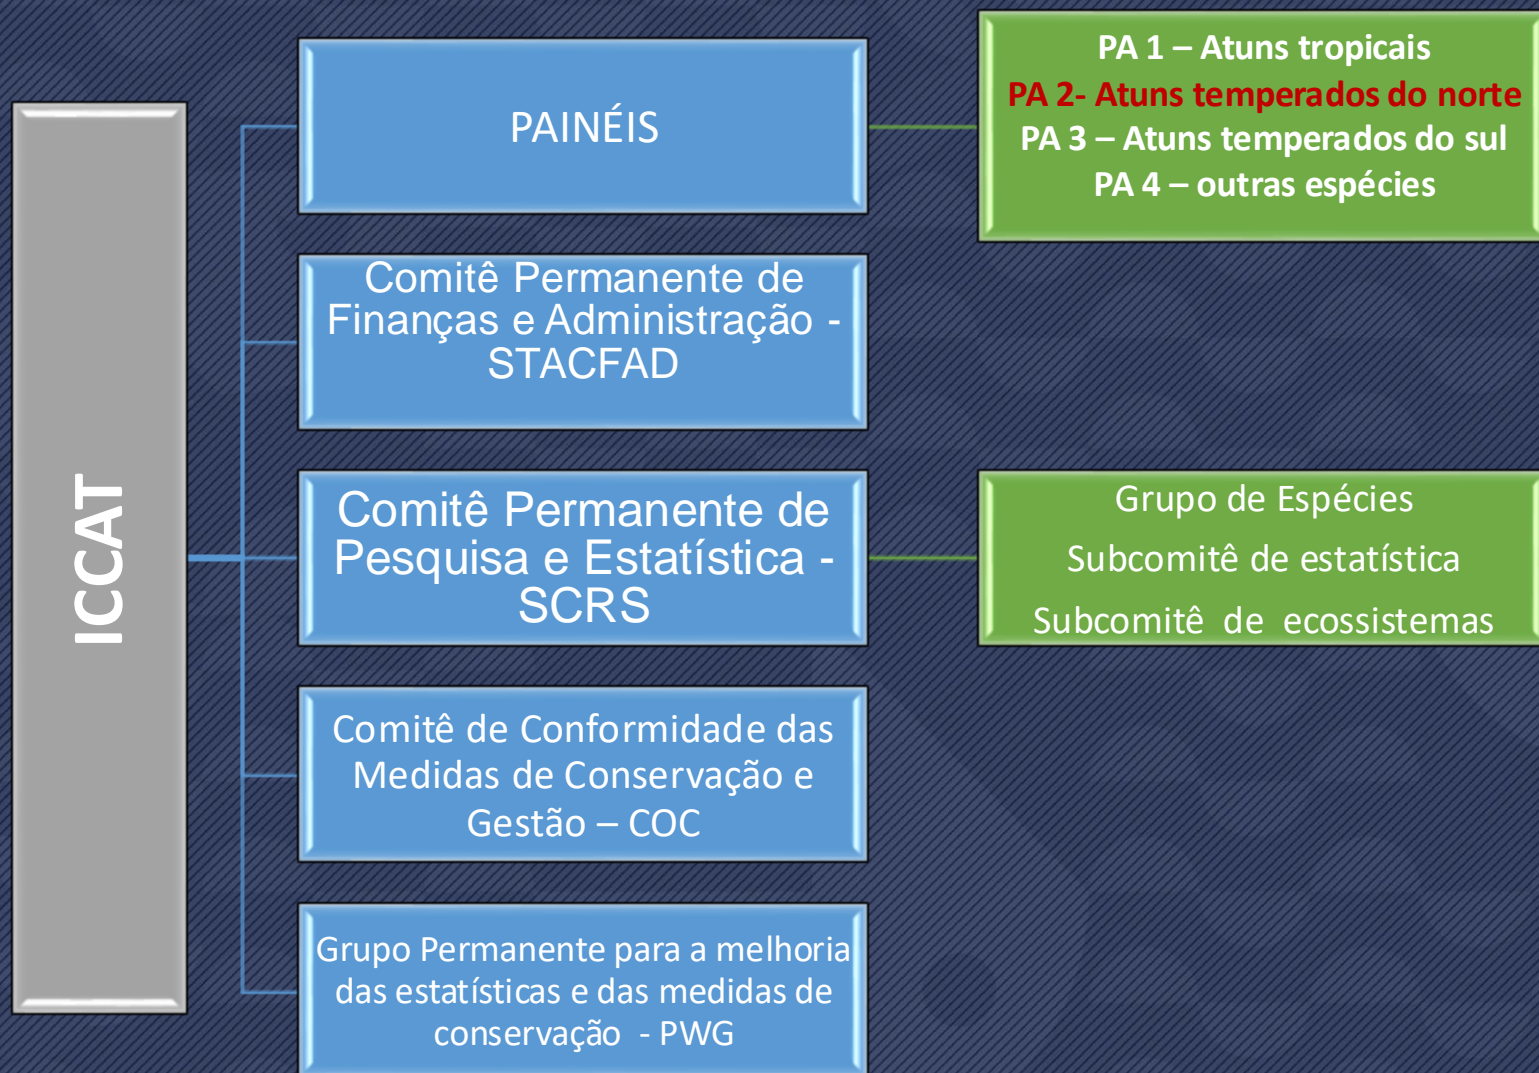 ICCAT
PAINÉIS
PA 1 – Atuns tropicais
PA 2- Atuns temperados do norte
PA 3 – Atuns temperados do sul
PA 4 – outras espécies
Comitê Permanente de
Finanças e Administração -
STACFAD
Comitê Permanente de
Pesquisa e Estatística -
SCRS
Grupo de Espécies
Subcomitê de estatística
Subcomitê de ecossistemas
Comitê de Conformidade das
Medidas de Conservação e
Gestão – COC
Grupo Permanente para a melhoria
das estatísticas e das medidas de
conservação - PWG